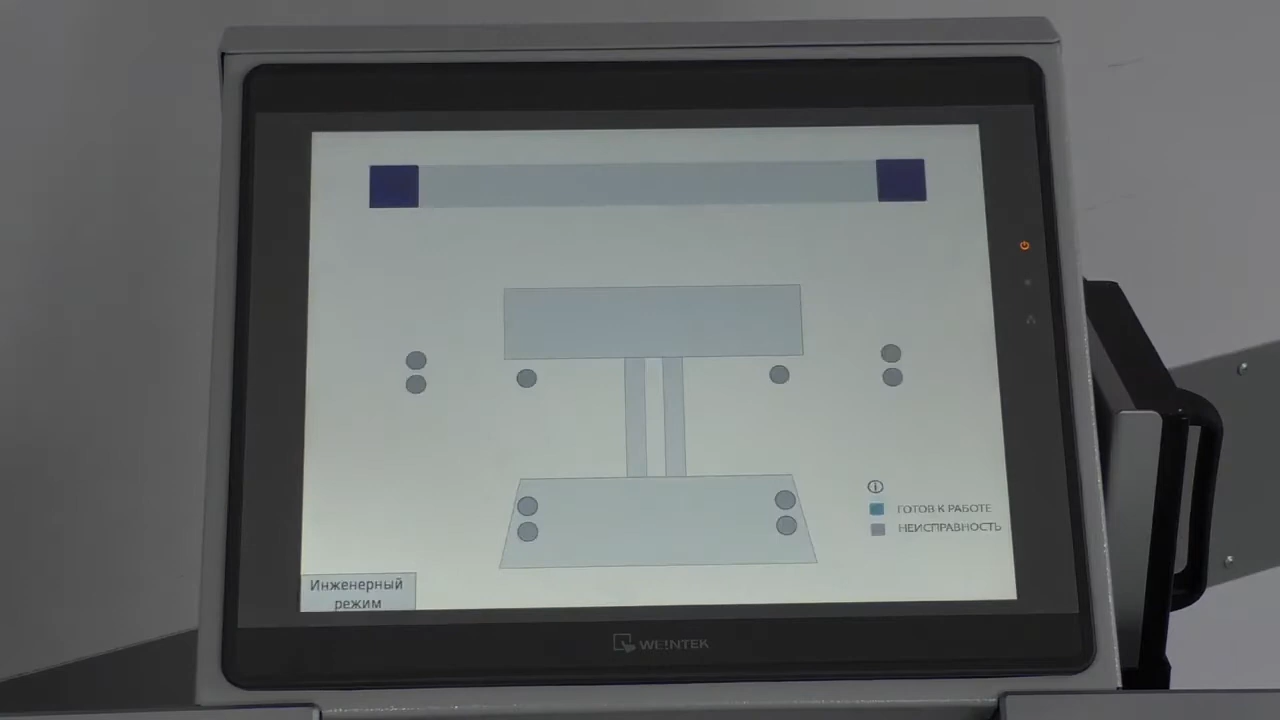 ГОТОВ К РАБОТЕ
НЕИСПРАВНОСТЬ
Инженерный
режим
WEINTEK